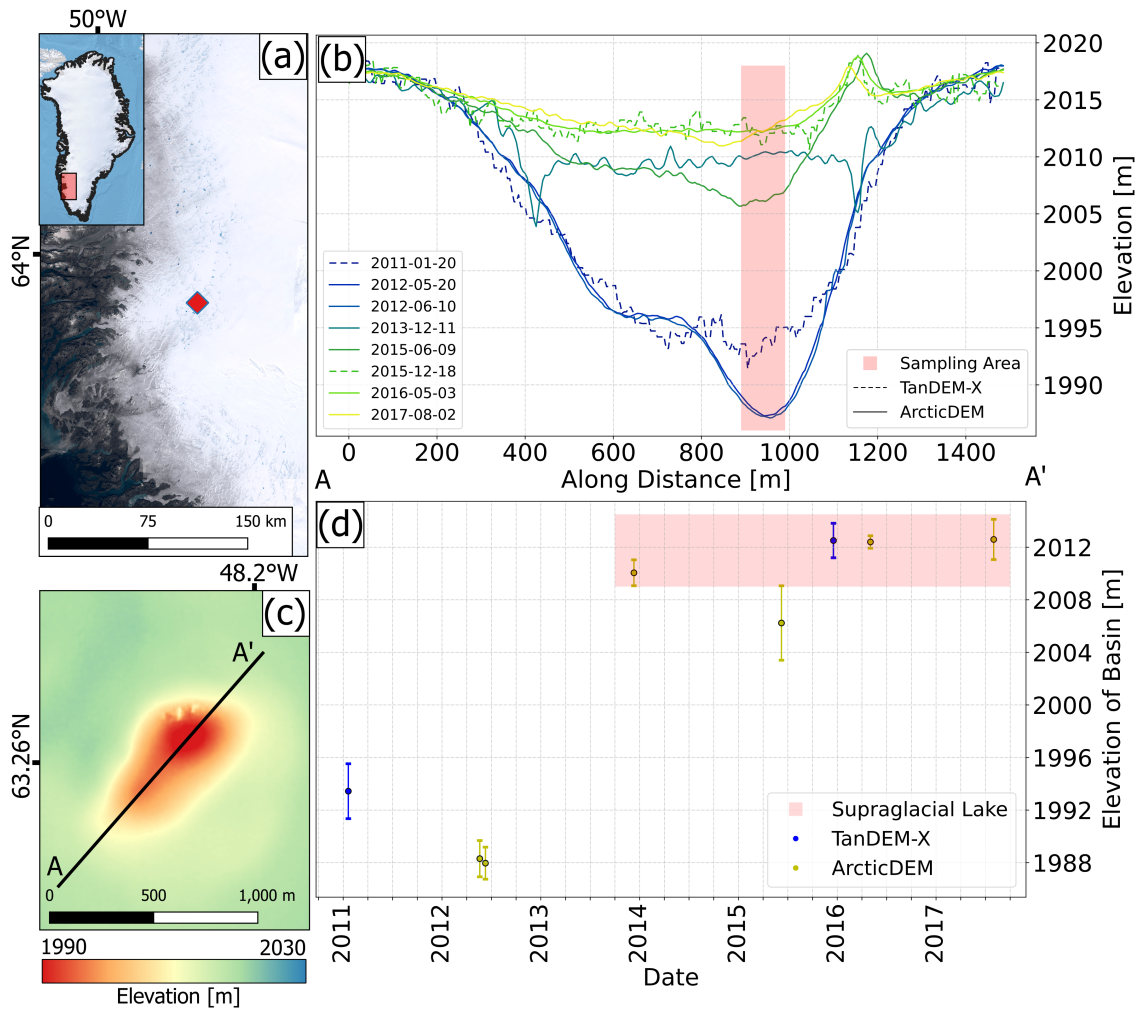 50°W
(a)
64°N
0 75 150 km
(b)
2020
2015
2010
2005
2000
1995
1990
Elevation [m]
2011-01-20
2012-05-20
2012-06-10
2013-12-11
2015-06-09
2015-12-18
2016-05-03
2017-08-02
Sampling Area
TanDEM-X
ArcticDEM
0 200 400 600 800 1000 1200 1400
A Along Distance [m] A'
48.2°W
(c)
63.26°N
A'
A
0 500 1,000 m
1990 2030
Elevation [m]
(d)
2012
2008
2004
2000
1996
1992
1988
Elevation of Basin [m]
Supraglacial Lake
TanDEM-X
ArcticDEM
2011 2012 2013 2014 2015 2016 2017
Date